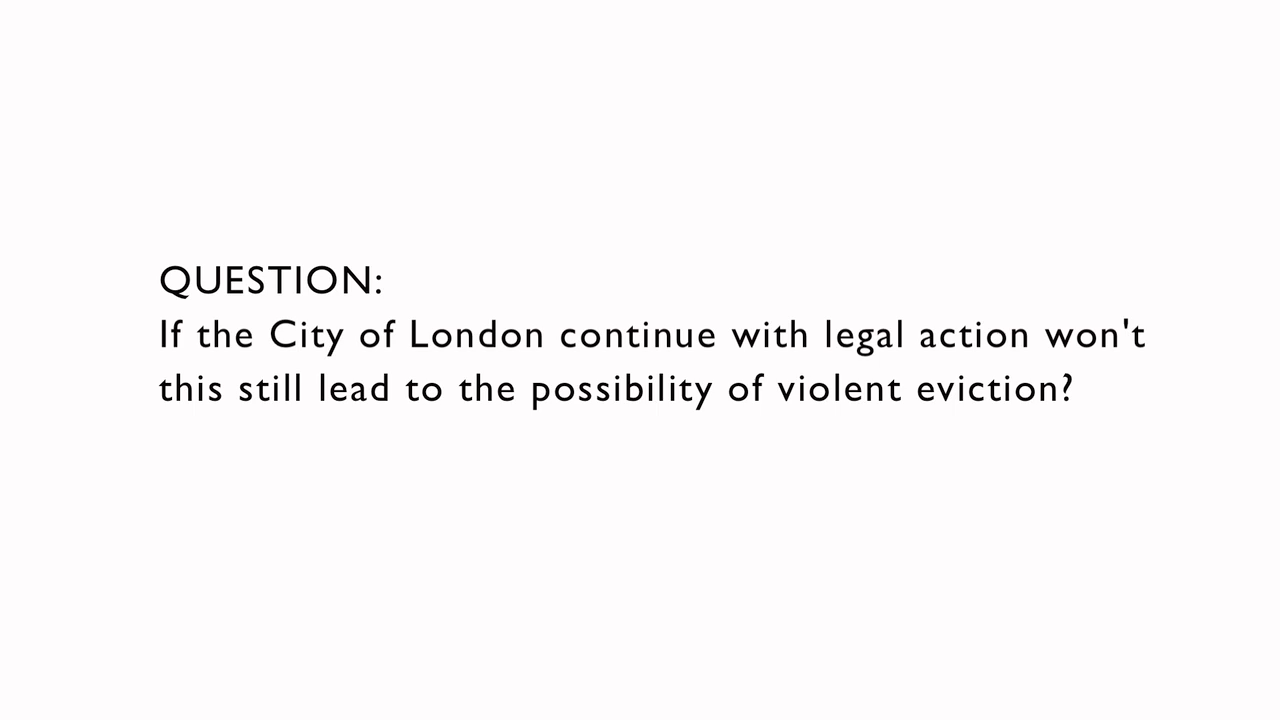 QUESTION:
If the City of London continue with legal action won't
this still lead to the possibility of violent eviction?